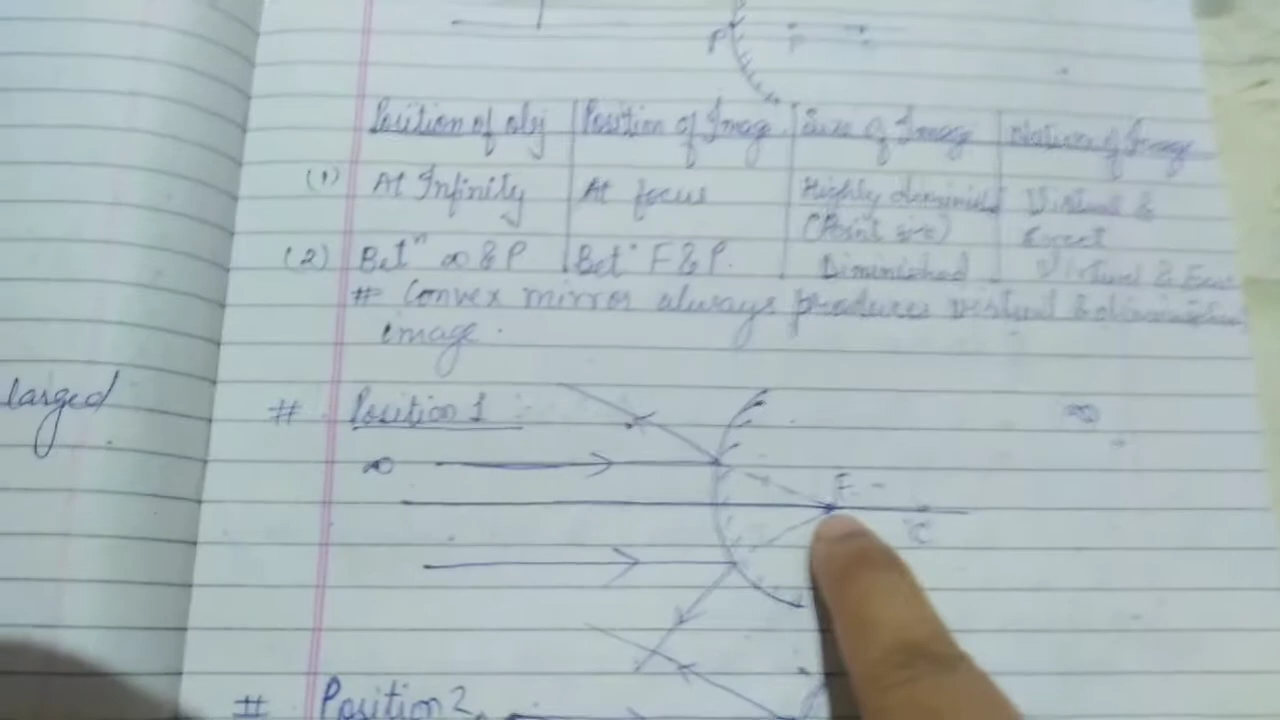 P F
Position of obj Position of Image Size of Image Nature of Image
(1) At Infinity At focus Highly diminished Virtual &
(Point size) Erect
(2) Betⁿ ∞ & P Betⁿ F & P. Diminished Virtual & Erect
# Convex mirror always produces virtual & diminished
image.
larged
# Position 1 :
∞
∞ F
C
# Position 2